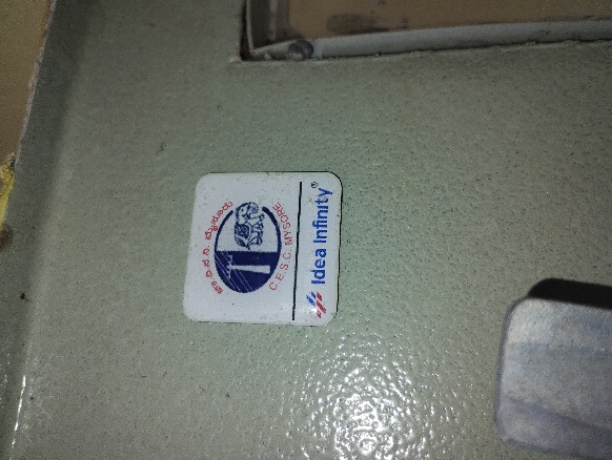 ಚಾ.ವಿ.ಸ.ನಿ. ಮೈಸೂರು
C.E.S.C. MYSORE
Idea Infinity®